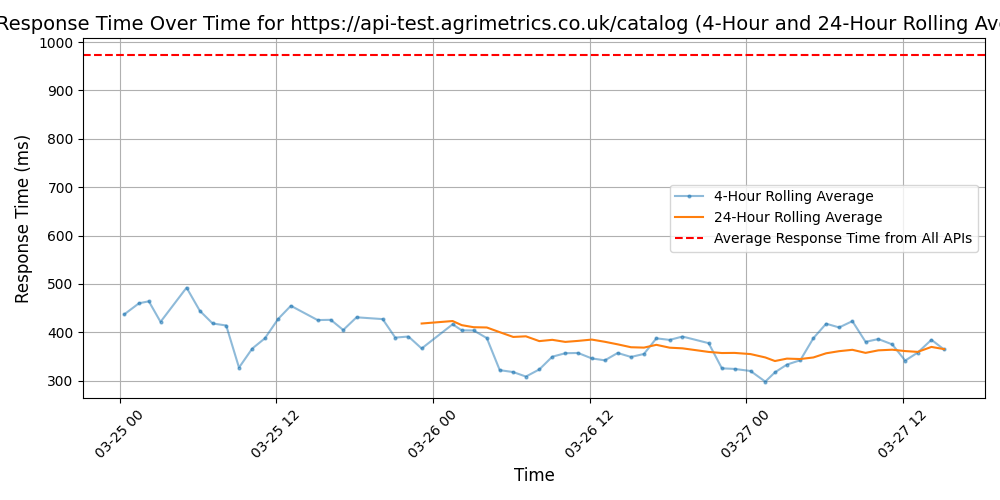 Response Time Over Time for https://api-test.agrimetrics.co.uk/catalog (4-Hour and 24-Hour Rolling Av
Response Time (ms)
1000
900
800
700
600
500
400
300
4-Hour Rolling Average
24-Hour Rolling Average
Average Response Time from All APIs
03-25 00
03-25 12
03-26 00
03-26 12
03-27 00
03-27 12
Time